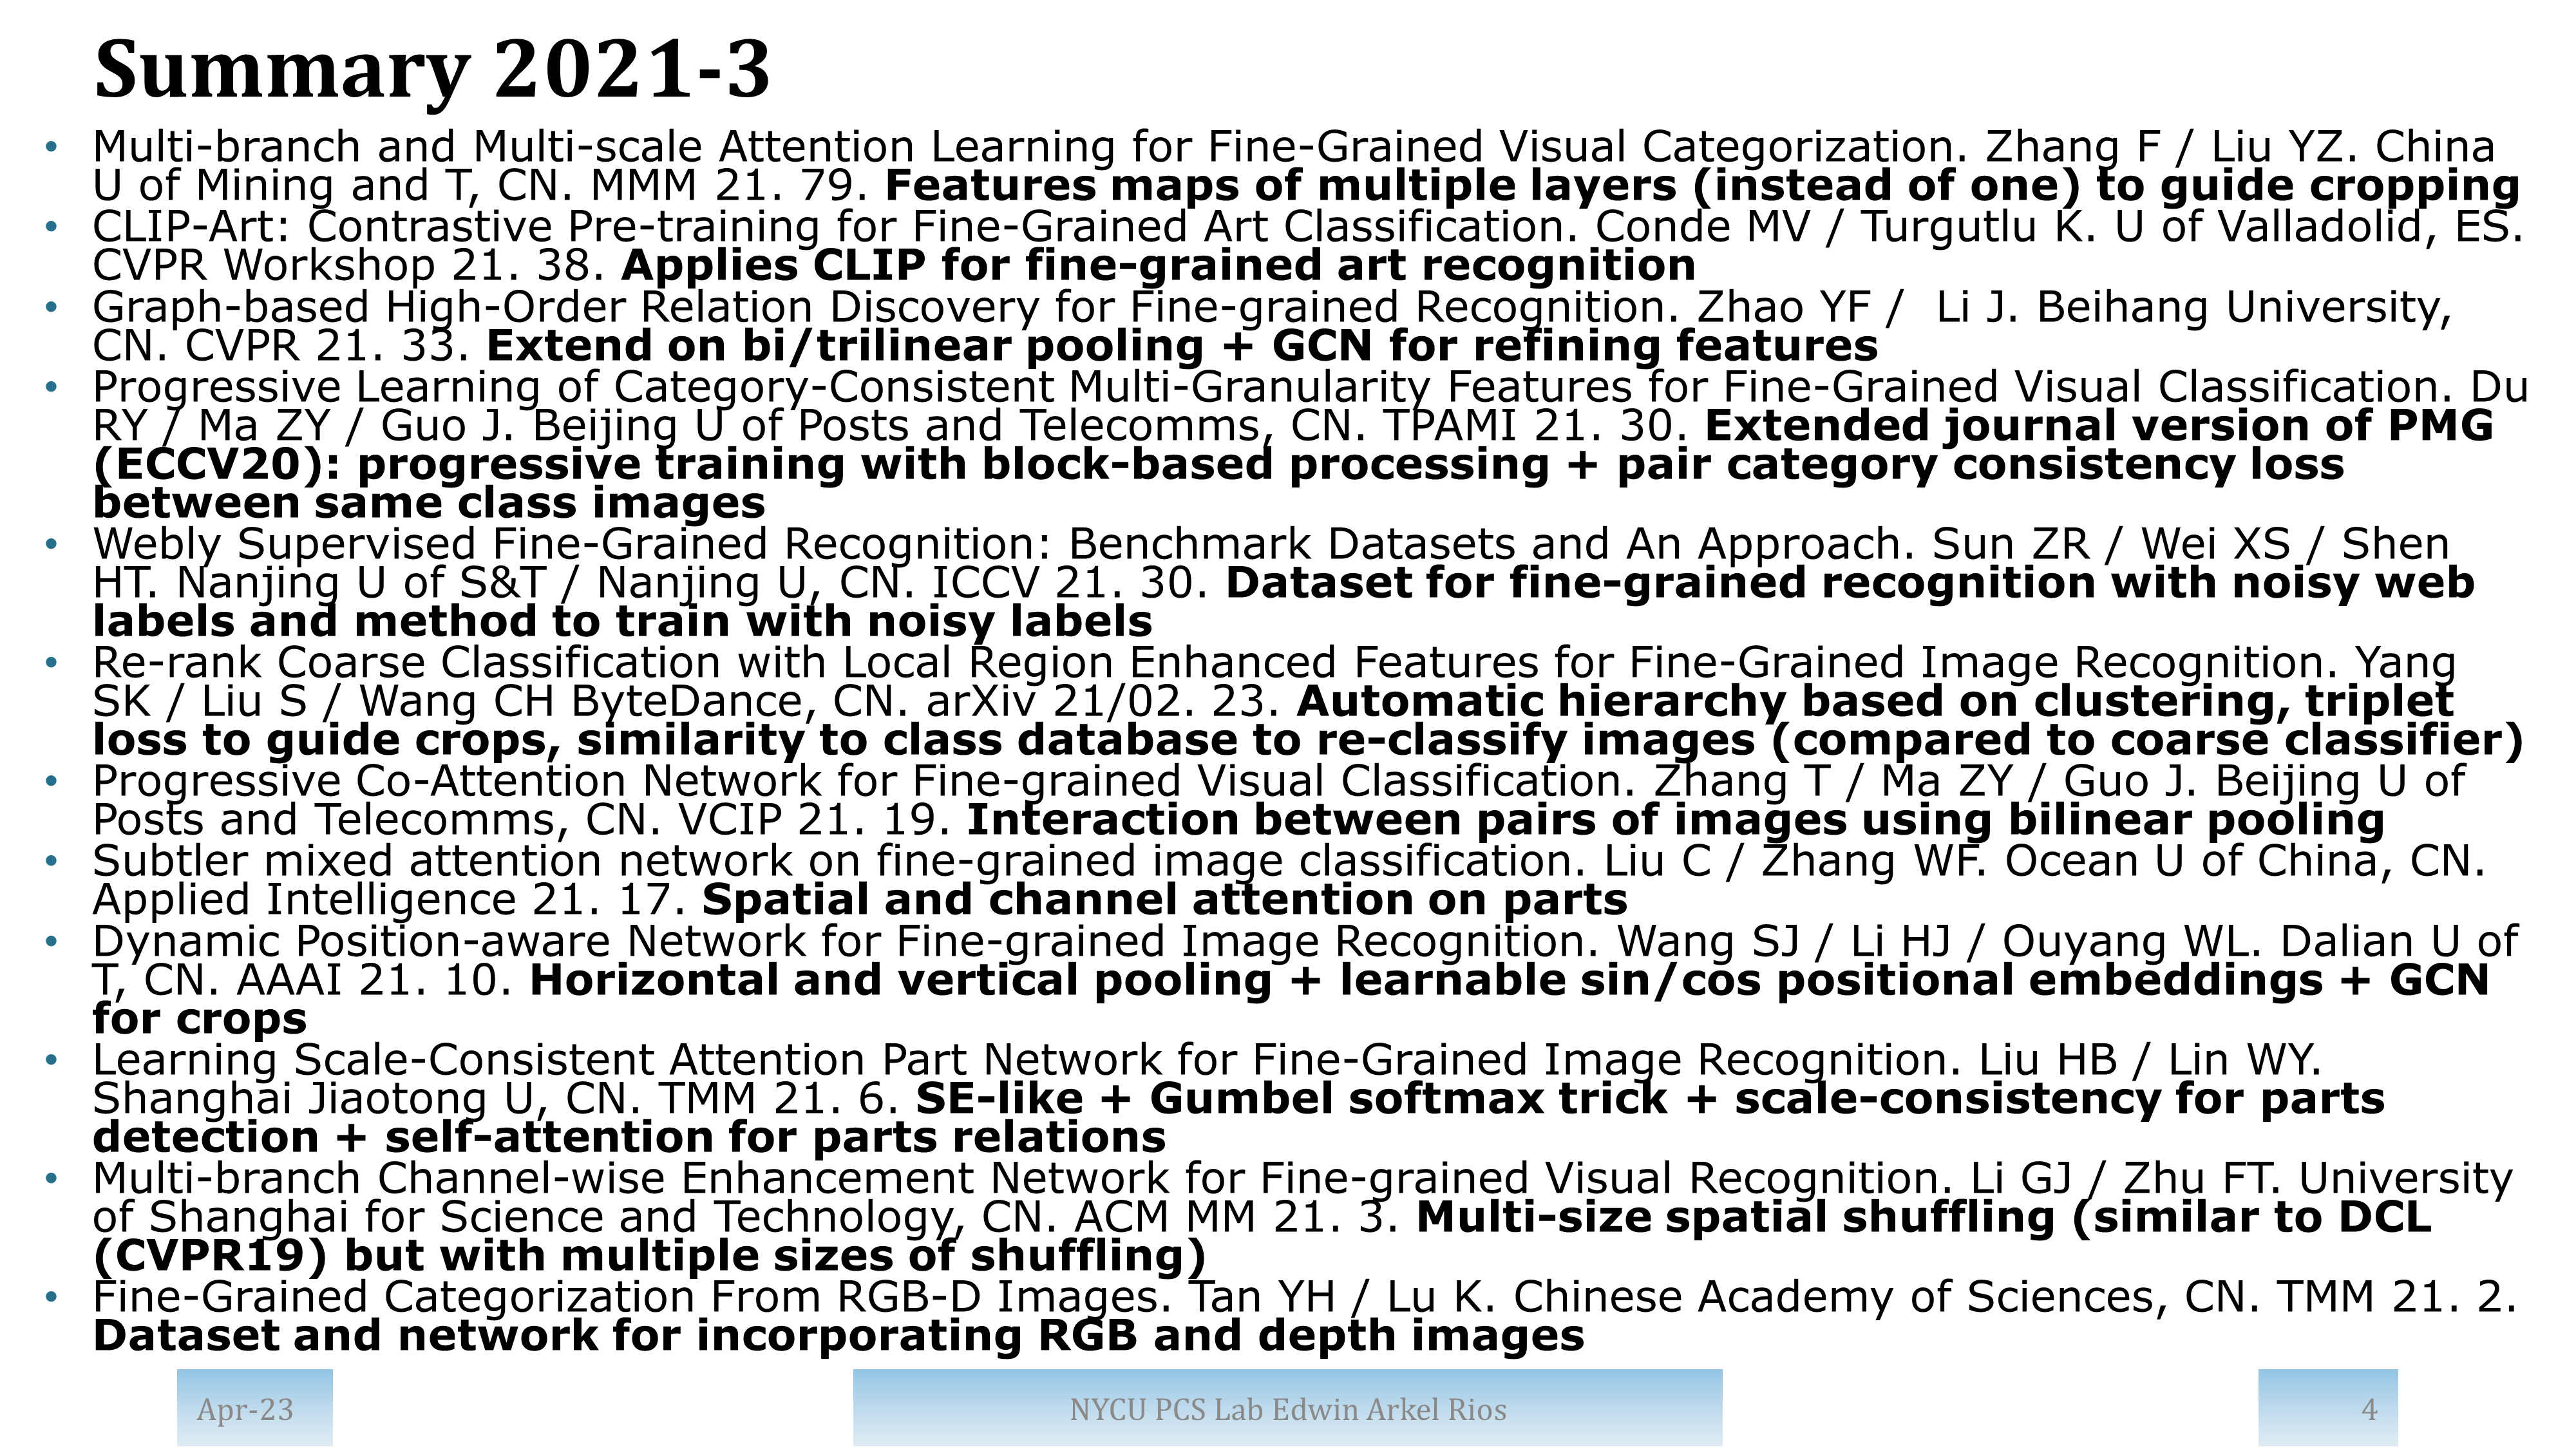 Summary 2021-3
• Multi-branch and Multi-scale Attention Learning for Fine-Grained Visual Categorization. Zhang F / Liu YZ. China
U of Mining and T, CN. MMM 21. 79. Features maps of multiple layers (instead of one) to guide cropping
• CLIP-Art: Contrastive Pre-training for Fine-Grained Art Classification. Conde MV / Turgutlu K. U of Valladolid, ES.
CVPR Workshop 21. 38. Applies CLIP for fine-grained art recognition
• Graph-based High-Order Relation Discovery for Fine-grained Recognition. Zhao YF /  Li J. Beihang University,
CN. CVPR 21. 33. Extend on bi/trilinear pooling + GCN for refining features
• Progressive Learning of Category-Consistent Multi-Granularity Features for Fine-Grained Visual Classification. Du
RY / Ma ZY / Guo J. Beijing U of Posts and Telecomms, CN. TPAMI 21. 30. Extended journal version of PMG
(ECCV20): progressive training with block-based processing + pair category consistency loss
between same class images
• Webly Supervised Fine-Grained Recognition: Benchmark Datasets and An Approach. Sun ZR / Wei XS / Shen
HT. Nanjing U of S&T / Nanjing U, CN. ICCV 21. 30. Dataset for fine-grained recognition with noisy web
labels and method to train with noisy labels
• Re-rank Coarse Classification with Local Region Enhanced Features for Fine-Grained Image Recognition. Yang
SK / Liu S / Wang CH ByteDance, CN. arXiv 21/02. 23. Automatic hierarchy based on clustering, triplet
loss to guide crops, similarity to class database to re-classify images (compared to coarse classifier)
• Progressive Co-Attention Network for Fine-grained Visual Classification. Zhang T / Ma ZY / Guo J. Beijing U of
Posts and Telecomms, CN. VCIP 21. 19. Interaction between pairs of images using bilinear pooling
• Subtler mixed attention network on fine-grained image classification. Liu C / Zhang WF. Ocean U of China, CN.
Applied Intelligence 21. 17. Spatial and channel attention on parts
• Dynamic Position-aware Network for Fine-grained Image Recognition. Wang SJ / Li HJ / Ouyang WL. Dalian U of
T, CN. AAAI 21. 10. Horizontal and vertical pooling + learnable sin/cos positional embeddings + GCN
for crops
• Learning Scale-Consistent Attention Part Network for Fine-Grained Image Recognition. Liu HB / Lin WY.
Shanghai Jiaotong U, CN. TMM 21. 6. SE-like + Gumbel softmax trick + scale-consistency for parts
detection + self-attention for parts relations
• Multi-branch Channel-wise Enhancement Network for Fine-grained Visual Recognition. Li GJ / Zhu FT. University
of Shanghai for Science and Technology, CN. ACM MM 21. 3. Multi-size spatial shuffling (similar to DCL
(CVPR19) but with multiple sizes of shuffling)
• Fine-Grained Categorization From RGB-D Images. Tan YH / Lu K. Chinese Academy of Sciences, CN. TMM 21. 2.
Dataset and network for incorporating RGB and depth images
Apr-23
NYCU PCS Lab Edwin Arkel Rios
4